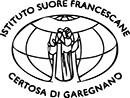 ISTITUTO SUORE FRANCESCANE
CERTOSA DI GAREGNANO